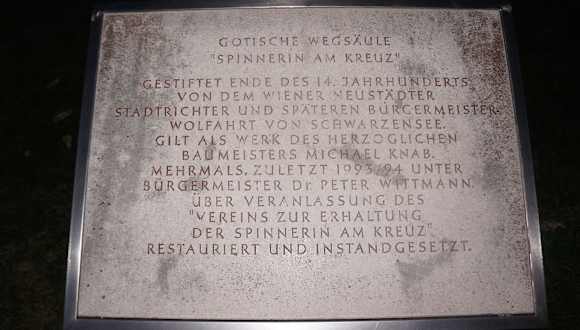 GOTISCHE WEGSÄULE
"SPINNERIN AM KREUZ"
GESTIFTET ENDE DES 14. JAHRHUNDERTS
VON DEM WIENER NEUSTÄDTER
STADTRICHTER UND SPÄTEREN BÜRGERMEISTER
WOLFAHRT VON SCHWARZENSEE.
GILT ALS WERK DES HERZOGLICHEN
BAUMEISTERS MICHAEL KNAB.
MEHRMALS, ZULETZT 1993/94 UNTER
BÜRGERMEISTER Dr. PETER WITTMANN.
ÜBER VERANLASSUNG DES
"VEREINS ZUR ERHALTUNG
DER SPINNERIN AM KREUZ"
RESTAURIERT UND INSTANDGESETZT.